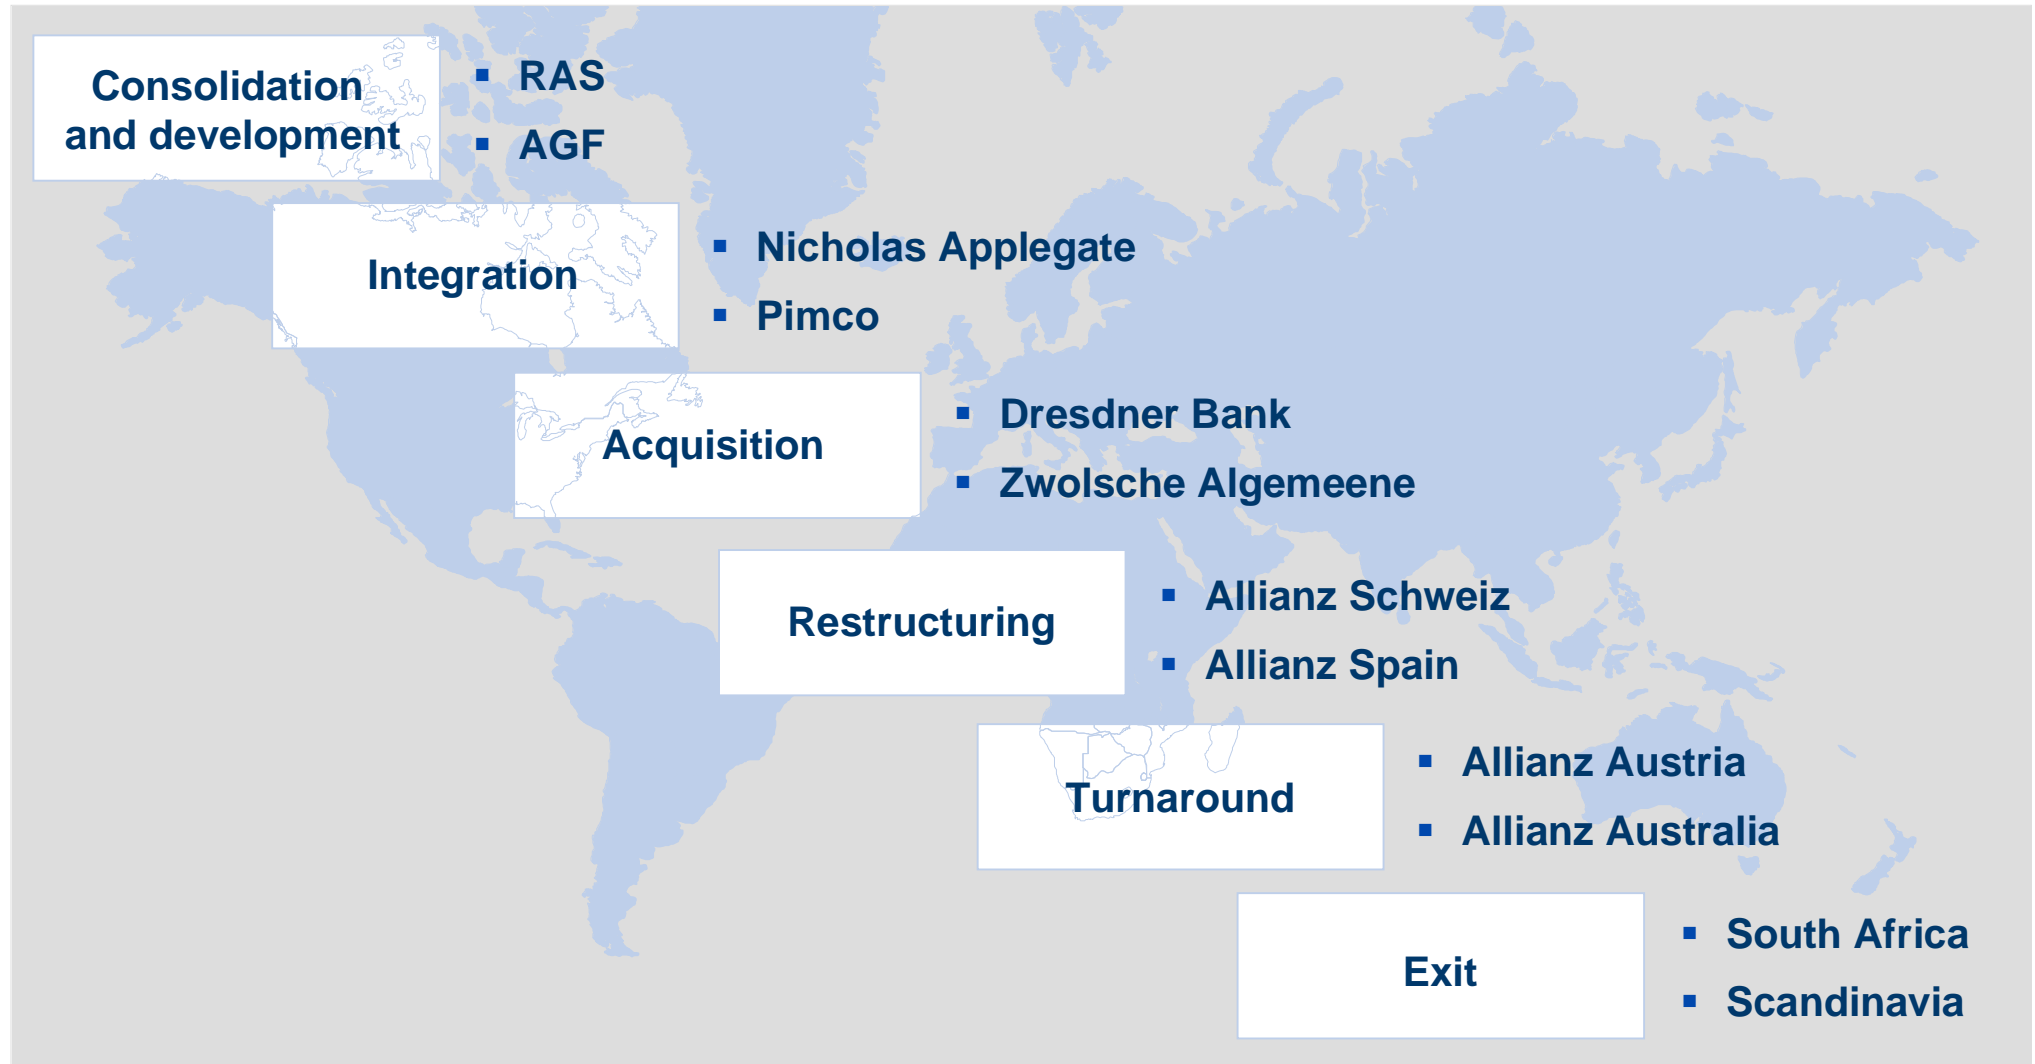 Consolidation
and development
RAS
AGF
Integration
Nicholas Applegate
Pimco
Acquisition
Dresdner Bank
Zwolsche Algemeene
Restructuring
Allianz Schweiz
Allianz Spain
Turnaround
Allianz Austria
Allianz Australia
Exit
South Africa
Scandinavia